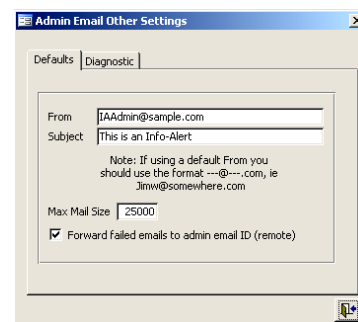 Admin Email Other Settings
Defaults Diagnostic
From IAAdmin@sample.com
Subject This is an Info-Alert
Note: If using a default From you
should use the format ---@---.com, ie
Jimw@somewhere.com
Max Mail Size 25000
Forward failed emails to admin email ID (remote)